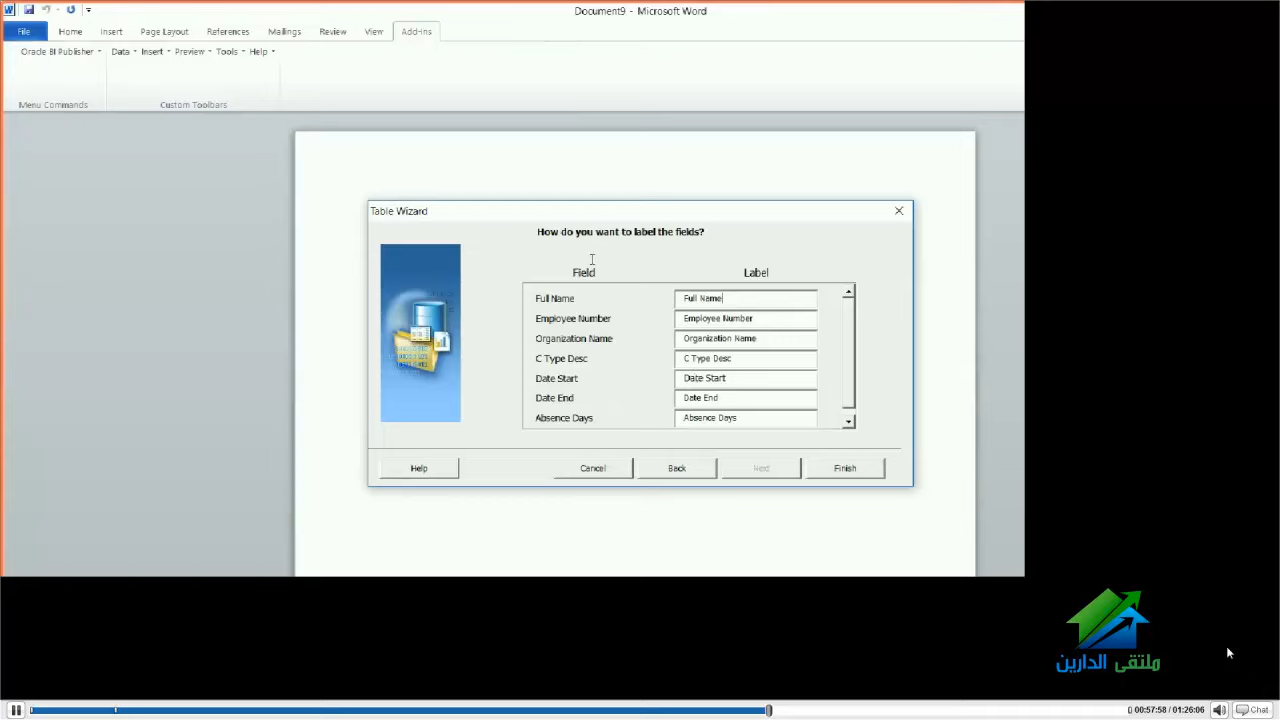 Document9 - Microsoft Word
File Home Insert Page Layout References Mailings Review View Add-Ins
Oracle BI Publisher Data Insert Preview Tools Help
Menu Commands Custom Toolbars
Table Wizard
How do you want to label the fields?
Field Label
Full Name Full Name
Employee Number Employee Number
Organization Name Organization Name
C Type Desc C Type Desc
Date Start Date Start
Date End Date End
Absence Days Absence Days
Help Cancel Back Next Finish
ملتقى الدارين
00:57:58 / 01:26:06 Chat